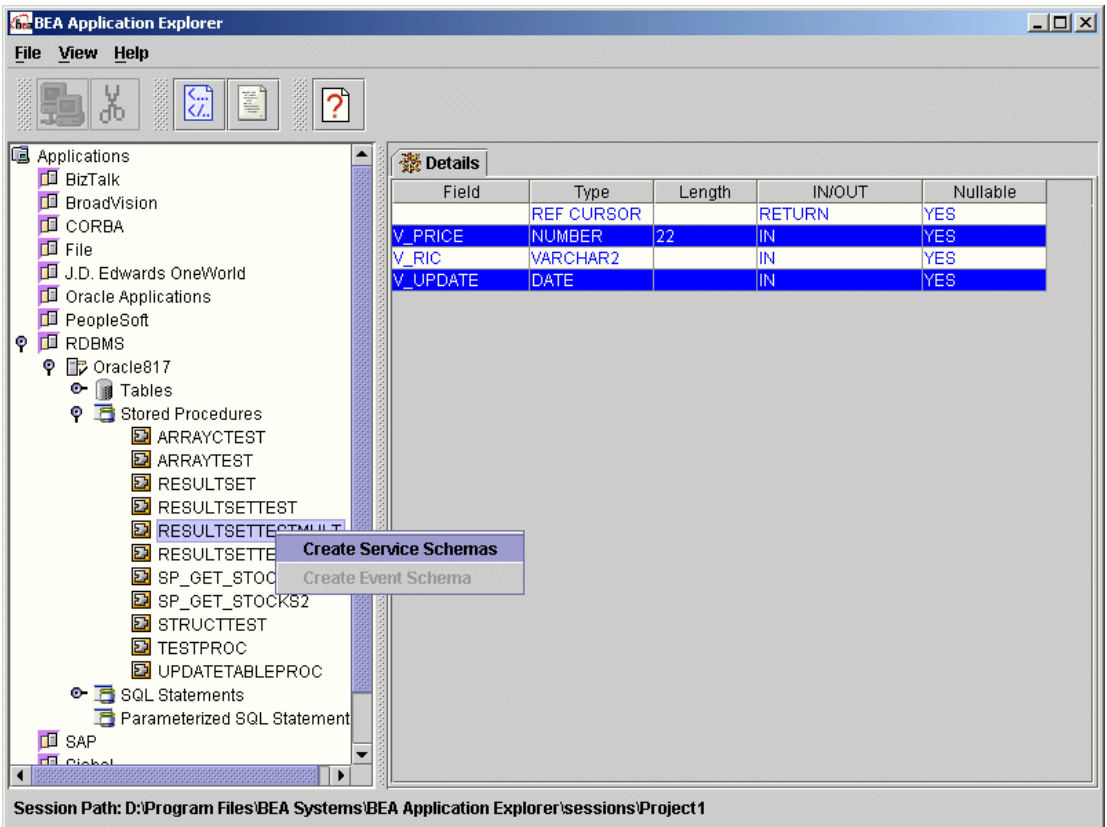 BEA Application Explorer
File View Help
Applications
BizTalk
BroadVision
CORBA
File
J.D. Edwards OneWorld
Oracle Applications
PeopleSoft
RDBMS
Oracle817
Tables
Stored Procedures
ARRAYCTEST
ARRAYTEST
RESULTSET
RESULTSETTEST
RESULTSETTESTMULT
RESULTSETTE
SP_GET_STOC
SP_GET_STOCKS2
STRUCTTEST
TESTPROC
UPDATETABLEPROC
SQL Statements
Parameterized SQL Statement
SAP
Create Service Schemas
Create Event Schema
Details
Field Type Length IN/OUT Nullable
REF CURSOR RETURN YES
V_PRICE NUMBER 22 IN YES
V_RIC VARCHAR2 IN YES
V_UPDATE DATE IN YES
Session Path: D:\Program Files\BEA Systems\BEA Application Explorer\sessions\Project1